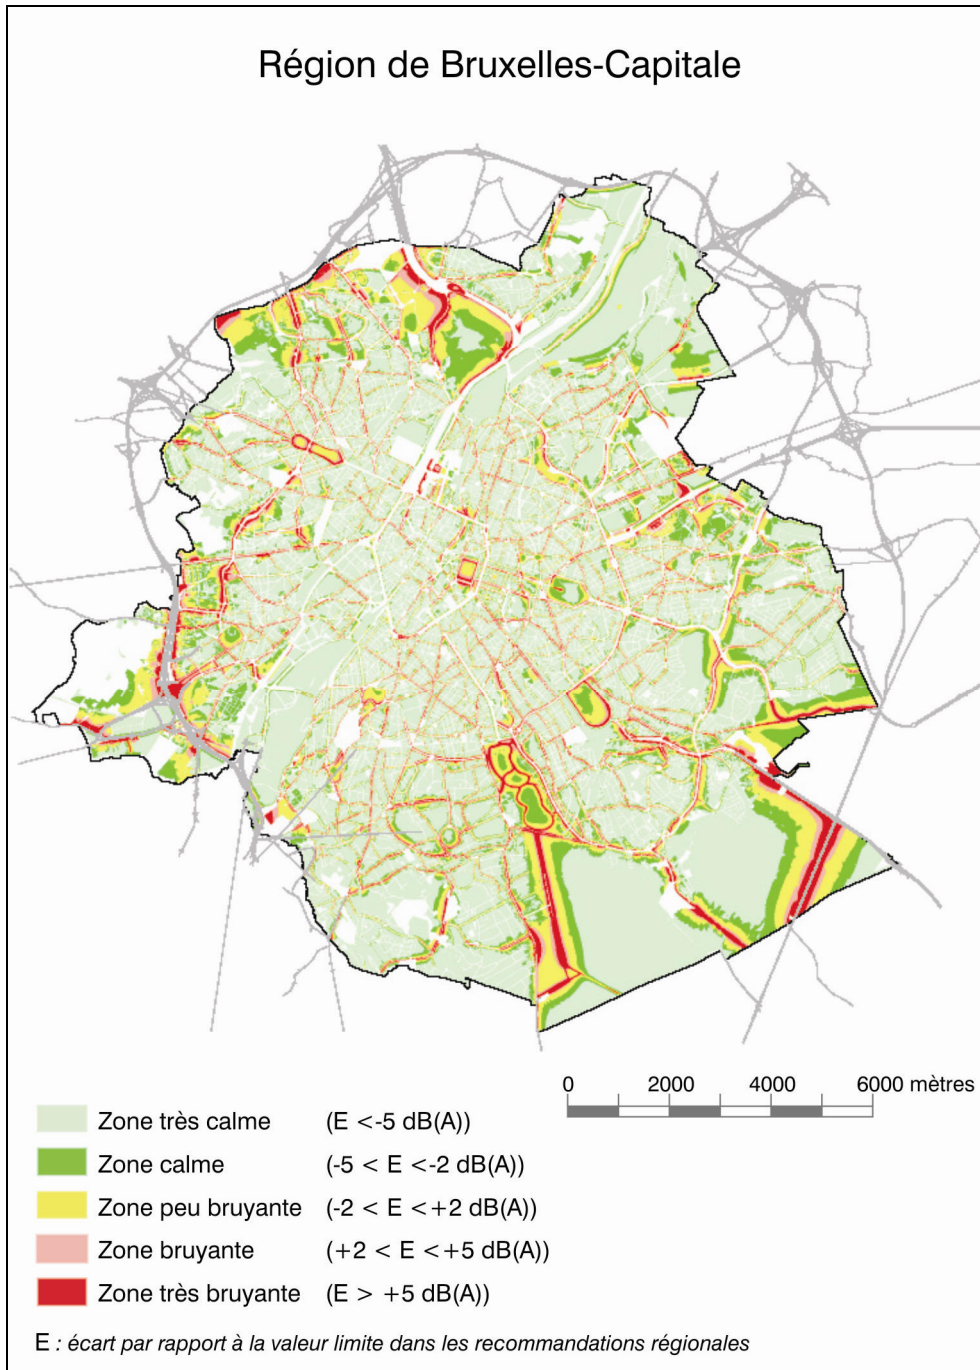 Région de Bruxelles-Capitale
0 2000 4000 6000 mètres
Zone très calme (E <-5 dB(A))
Zone calme (-5 < E <-2 dB(A))
Zone peu bruyante (-2 < E <+2 dB(A))
Zone bruyante (+2 < E <+5 dB(A))
Zone très bruyante (E > +5 dB(A))
E : écart par rapport à la valeur limite dans les recommandations régionales